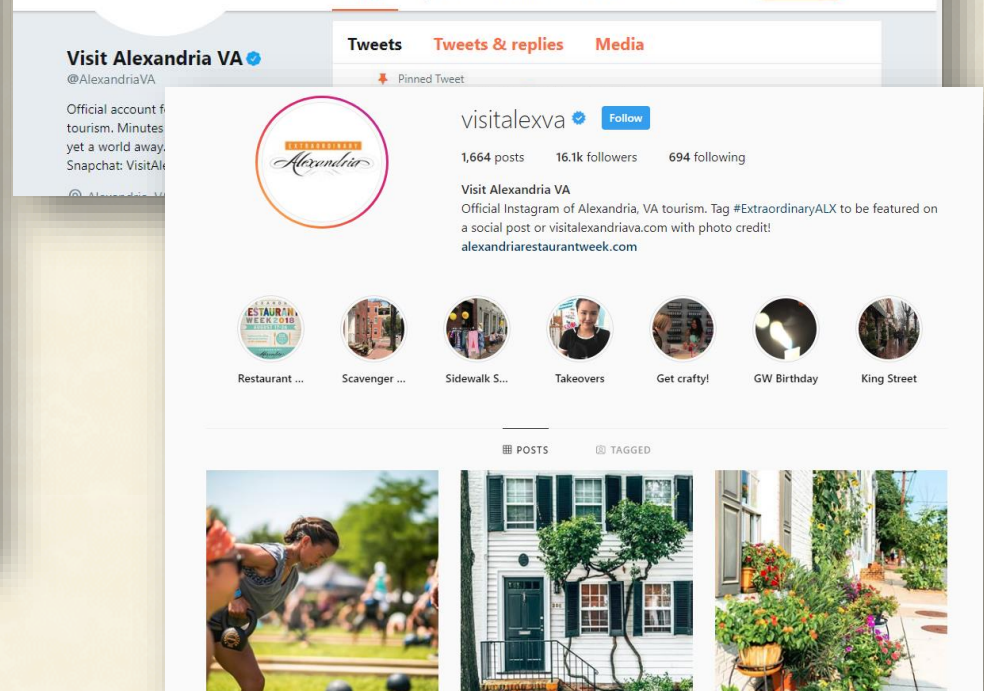 Visit Alexandria VA
@AlexandriaVA
Official account f
tourism. Minutes
yet a world away.
Snapchat: VisitAle
Tweets Tweets & replies Media
Pinned Tweet
EXTRAORDINARY
Alexandria
visitalexva Follow
1,664 posts 16.1k followers 694 following
Visit Alexandria VA
Official Instagram of Alexandria, VA tourism. Tag #ExtraordinaryALX to be featured on
a social post or visitalexandriava.com with photo credit!
alexandriarestaurantweek.com
RESTAURANT
WEEK 2018
Restaurant ... Scavenger ... Sidewalk S... Takeovers Get crafty! GW Birthday King Street
POSTS TAGGED